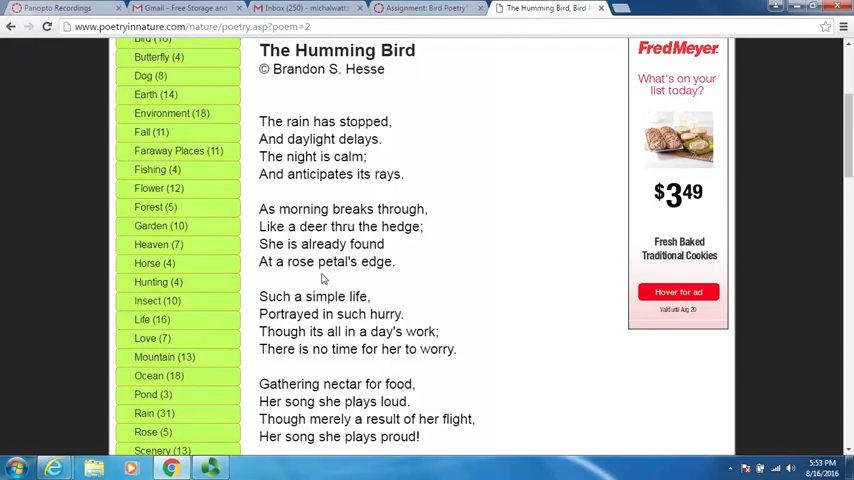 Panopto Recordings
Gmail - Free Storage and
Inbox (250) - michalwatts
Assignment: Bird Poetry*
The Humming Bird, Bird P
www.poetryinnature.com/nature/poetry.asp?poem=2
Bird (10)
Butterfly (4)
Dog (8)
Earth (14)
Environment (18)
Fall (11)
Faraway Places (11)
Fishing (4)
Flower (12)
Forest (5)
Garden (10)
Heaven (7)
Horse (4)
Hunting (4)
Insect (10)
Life (16)
Love (7)
Mountain (13)
Ocean (18)
Pond (3)
Rain (31)
Rose (5)
Scenery (13)
The Humming Bird
© Brandon S. Hesse
The rain has stopped,
And daylight delays.
The night is calm;
And anticipates its rays.
As morning breaks through,
Like a deer thru the hedge;
She is already found
At a rose petal's edge.
Such a simple life,
Portrayed in such hurry.
Though its all in a day's work;
There is no time for her to worry.
Gathering nectar for food,
Her song she plays loud.
Though merely a result of her flight,
Her song she plays proud!
FredMeyer
What's on your
list today?
$3.49
Fresh Baked
Traditional Cookies
Hover for ad
Valid until Aug. 20
5:53 PM
8/16/2016